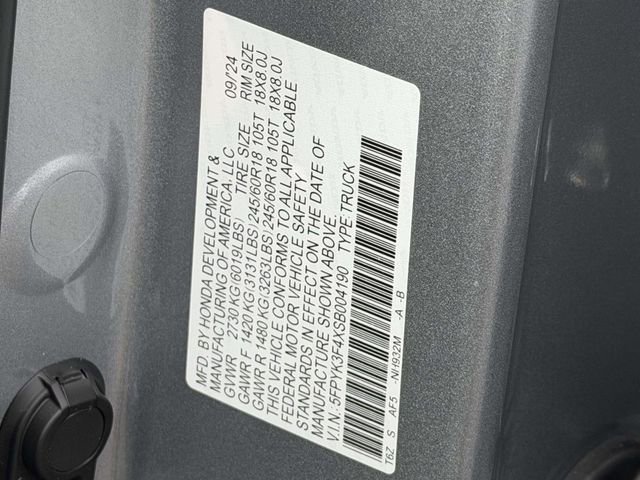 MFD. BY HONDA DEVELOPMENT & 09/'24
MANUFACTURING OF AMERICA, LLC
GVWR 2730 KG(6019LBS) TIRE SIZE RIM SIZE
GAWR F 1420 KG(3131LBS) 245/60R18 105T 18X8.0J
GAWR R 1480 KG(3263LBS) 245/60R18 105T 18X8.0J
THIS VEHICLE CONFORMS TO ALL APPLICABLE
FEDERAL MOTOR VEHICLE SAFETY
STANDARDS IN EFFECT ON THE DATE OF
MANUFACTURE SHOWN ABOVE.
V.I.N.: 5FPYK3F4XSB004190 TYPE:TRUCK
T6Z S AF5 -NH932M -A -B